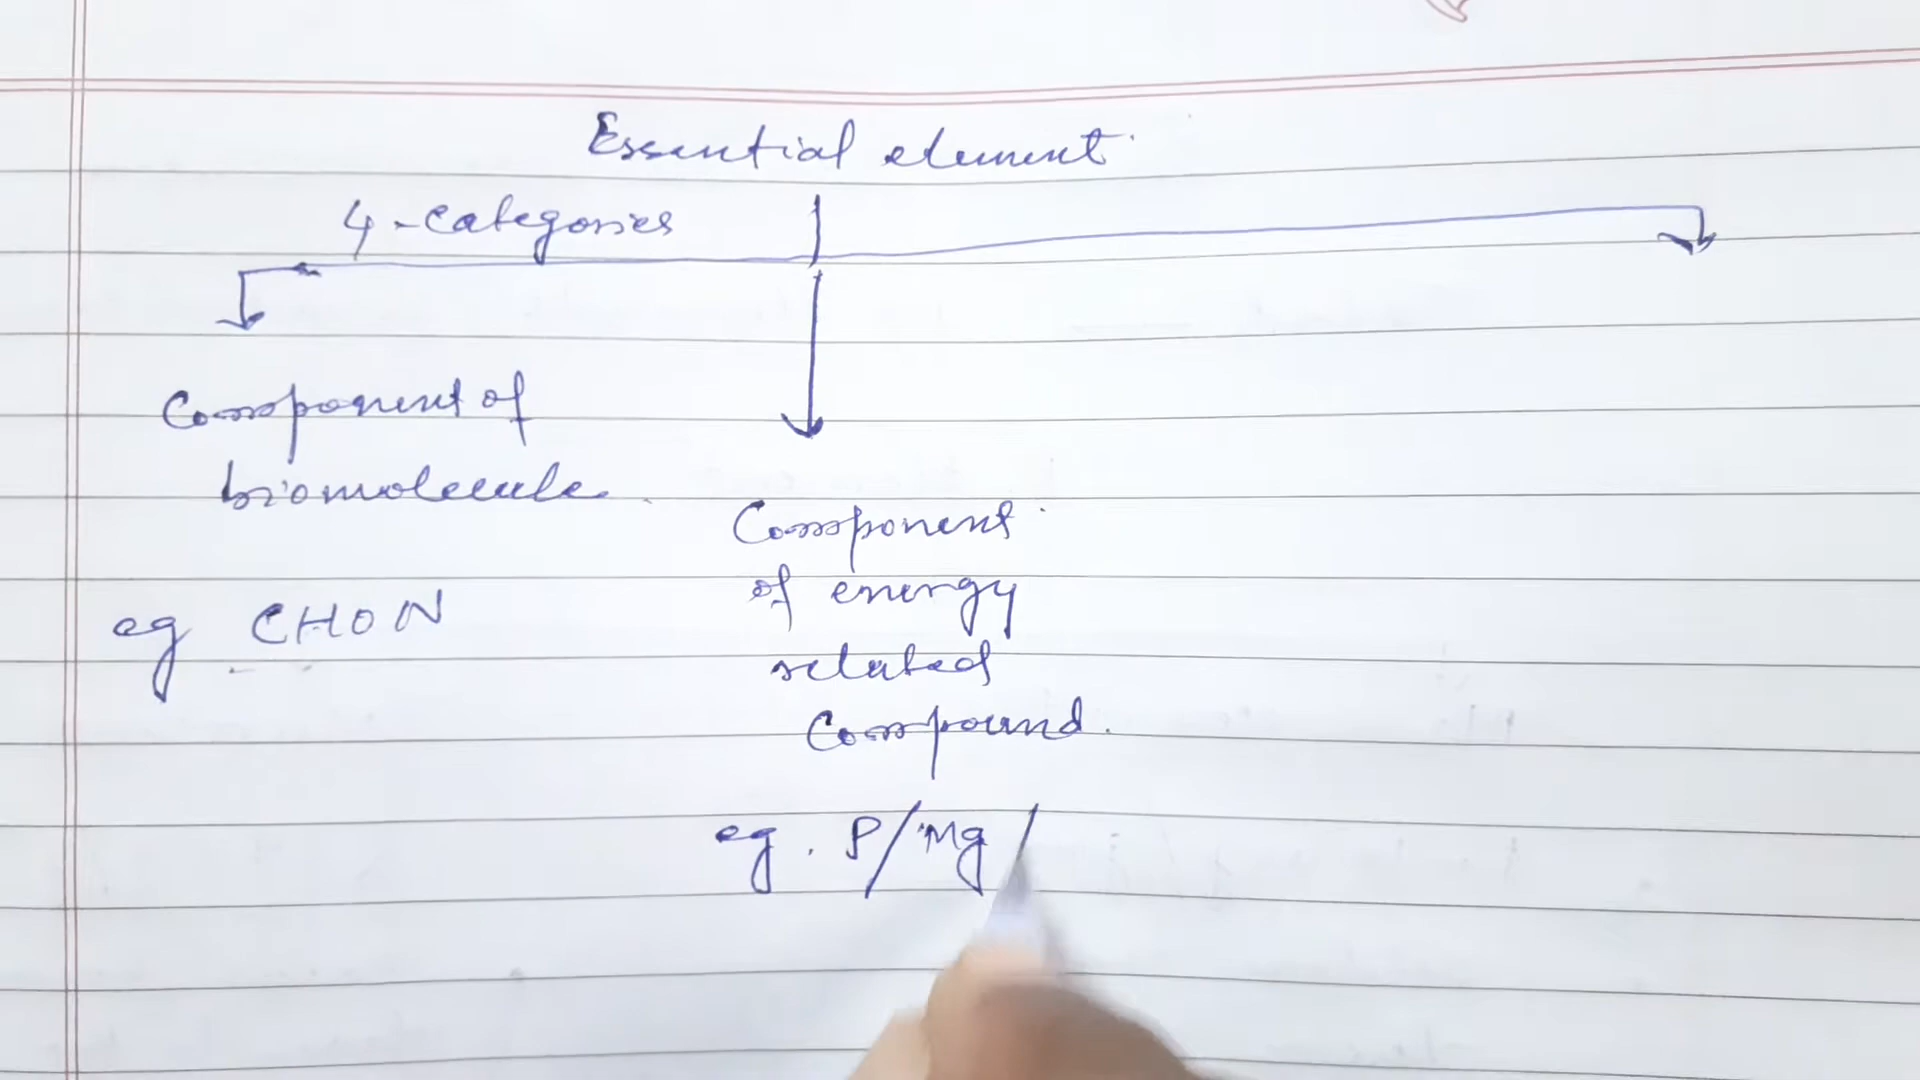 Essential element
4-categories
Component of
biomolecule.
eg CHON
Component
of energy
related
Compound.
eg. P/Mg/